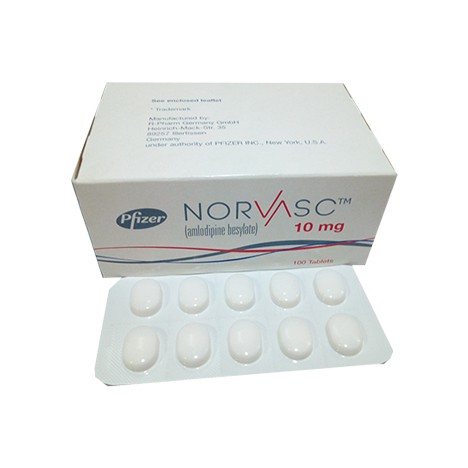 See enclosed leaflet
* Trademark
Manufactured by:
R-Pharm Germany GmbH
Heinrich-Mack-Str. 35
89257 Illertissen
Germany
under authority of PFIZER INC., New York, U.S.A.
Pfizer
NORVASC™
10 mg
(amlodipine besylate)
100 Tablets